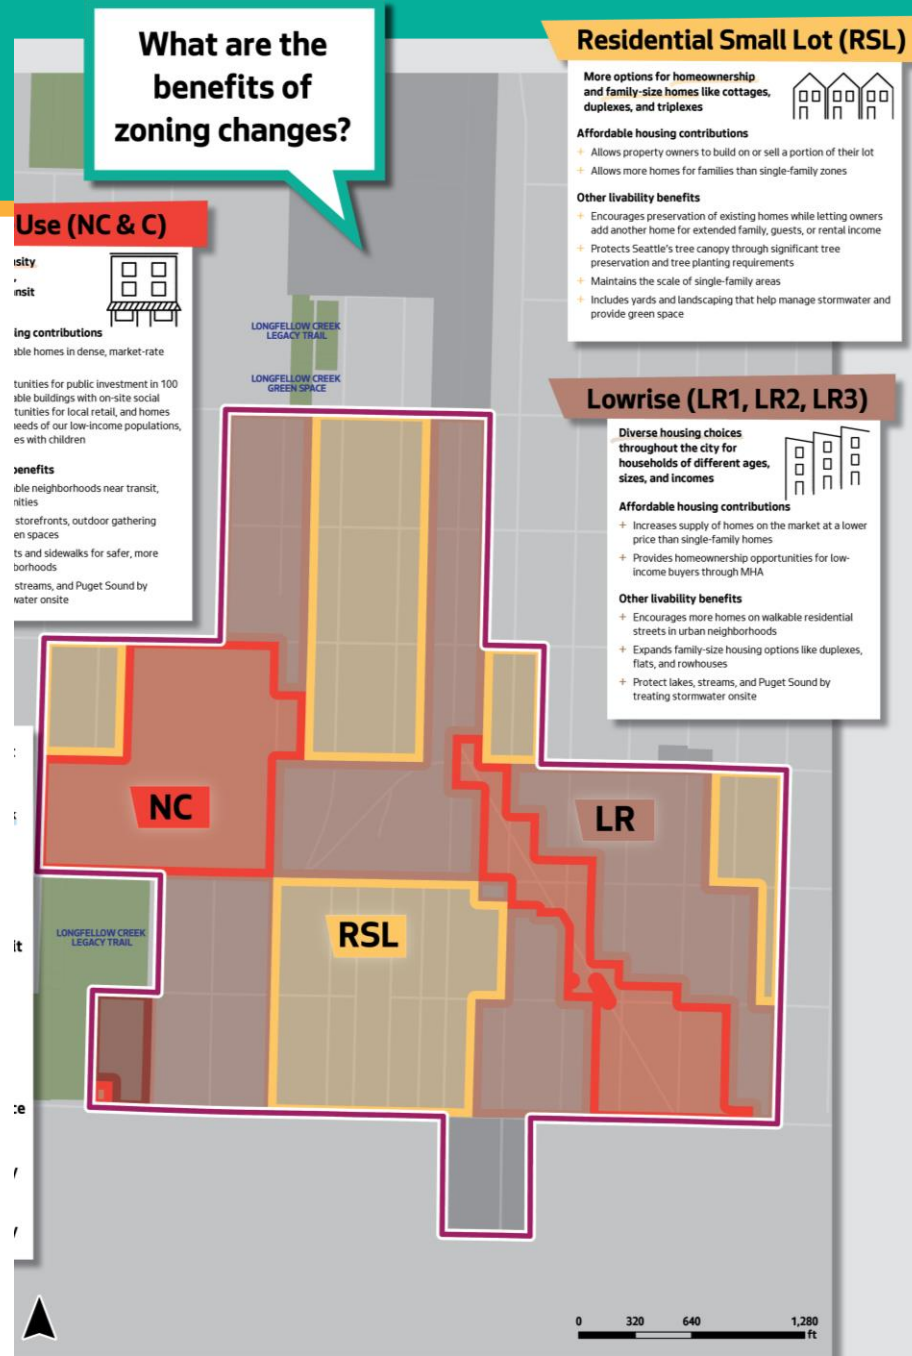 What are the
benefits of
zoning changes?
Residential Small Lot (RSL)
More options for homeownership
and family-size homes like cottages,
duplexes, and triplexes
Affordable housing contributions
+ Allows property owners to build on or sell a portion of their lot
+ Allows more homes for families than single-family zones
Other livability benefits
+ Encourages preservation of existing homes while letting owners
add another home for extended family, guests, or rental income
+ Protects Seattle's tree canopy through significant tree
preservation and tree planting requirements
+ Maintains the scale of single-family areas
+ Includes yards and landscaping that help manage stormwater and
provide green space
Use (NC & C)
nsit
ing contributions
able homes in dense, market-rate
tunities for public investment in 100
able buildings with on-site social
tunities for local retail, and homes
needs of our low-income populations,
es with children
benefits
able neighborhoods near transit,
nities
storefronts, outdoor gathering
en spaces
ts and sidewalks for safer, more
borhoods
streams, and Puget Sound by
water onsite
Lowrise (LR1, LR2, LR3)
Diverse housing choices
throughout the city for
households of different ages,
sizes, and incomes
Affordable housing contributions
+ Increases supply of homes on the market at a lower
price than single-family homes
+ Provides homeownership opportunities for low-
income buyers through MHA
Other livability benefits
+ Encourages more homes on walkable residential
streets in urban neighborhoods
+ Expands family-size housing options like duplexes,
flats, and rowhouses
+ Protect lakes, streams, and Puget Sound by
treating stormwater onsite
LONGFELLOW CREEK
LEGACY TRAIL
LONGFELLOW CREEK
GREEN SPACE
NC
LR
RSL
LONGFELLOW CREEK
LEGACY TRAIL
it
0 320 640 1,280
ft